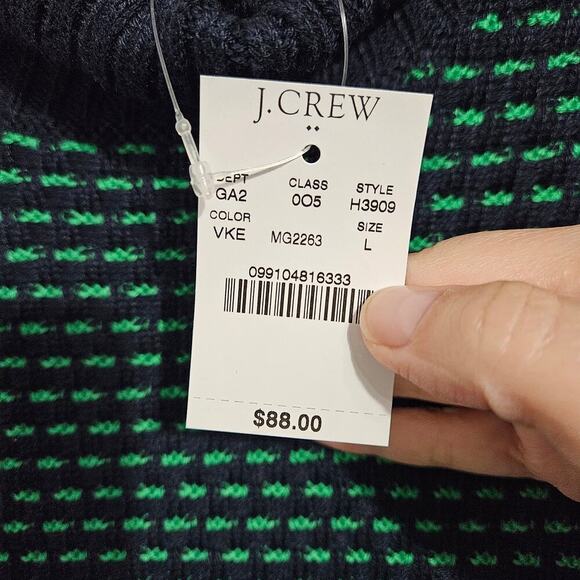 J.CREW
DEPT CLASS STYLE
GA2 005 H3909
COLOR SIZE
VKE MG2263 L
099104816333
$88.00